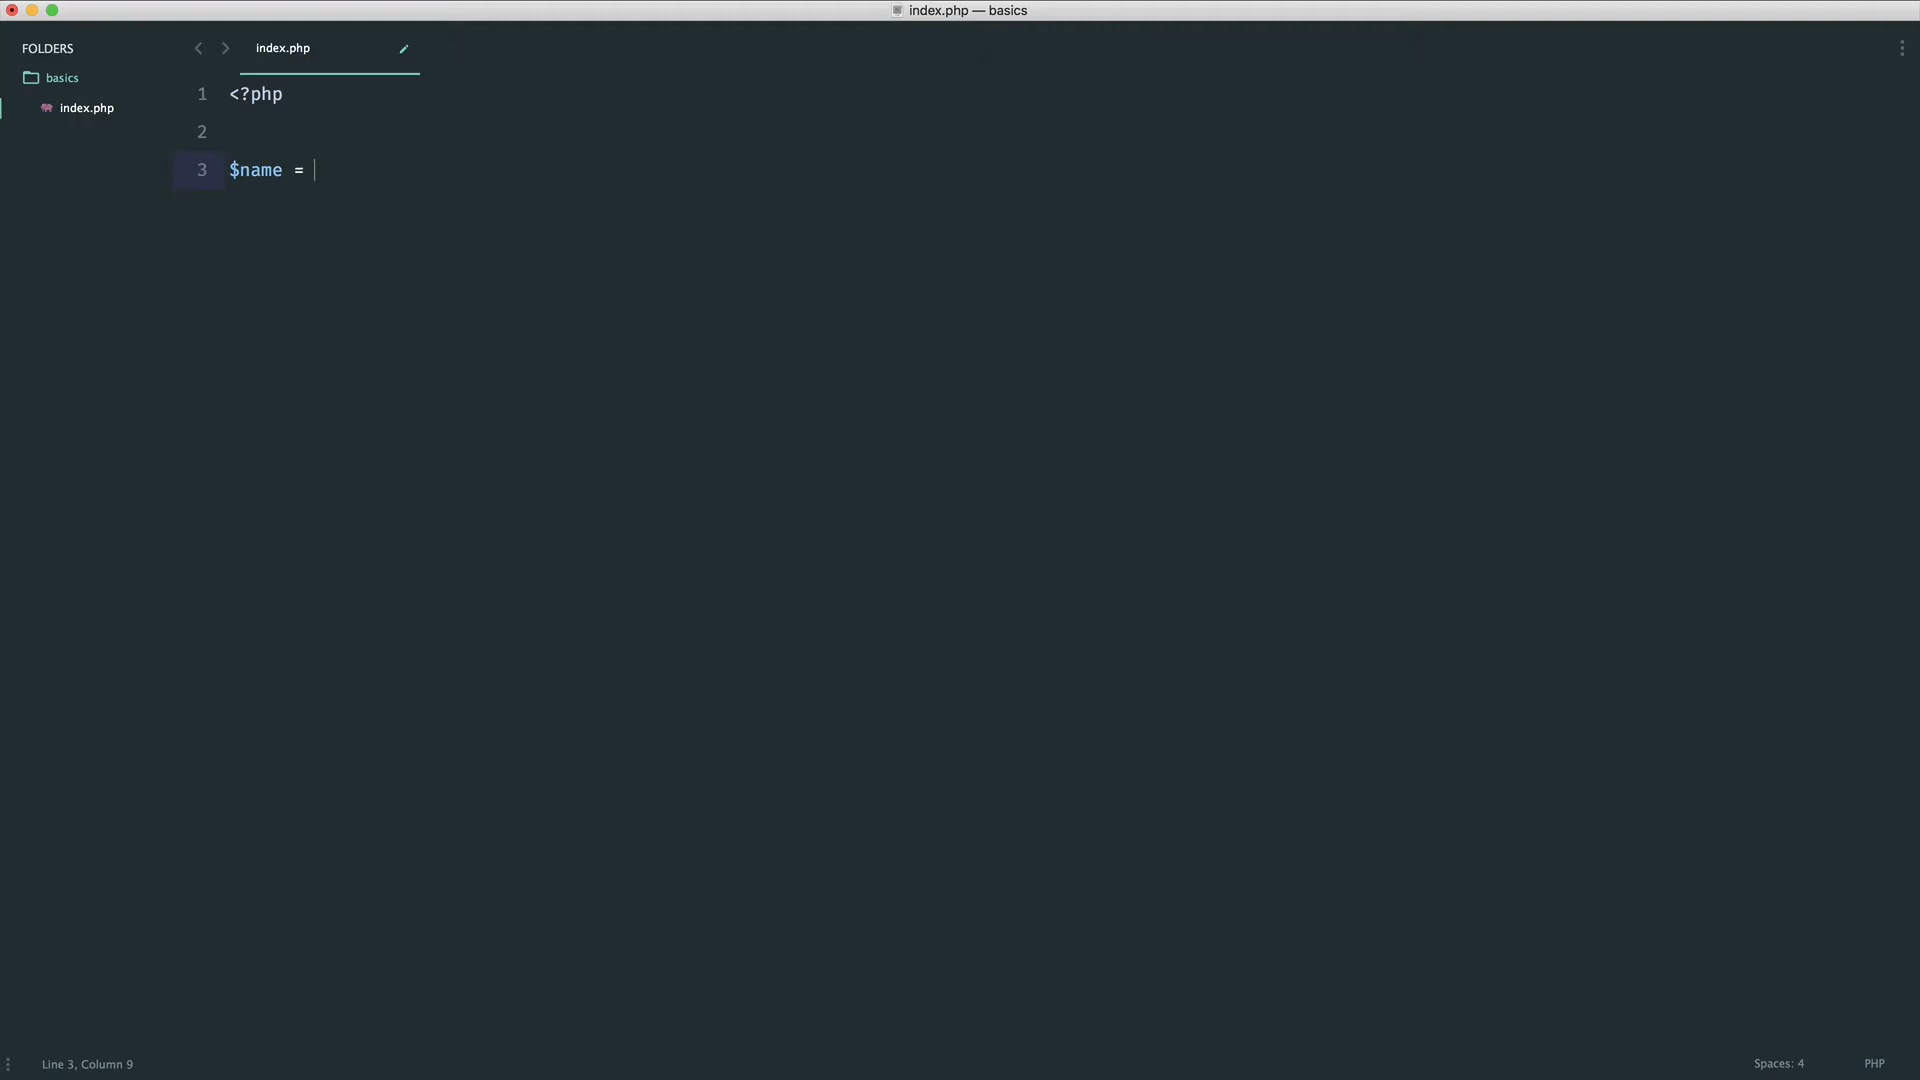 index.php — basics
FOLDERS
basics
index.php
index.php
1 <?php
2
3 $name =
Line 3, Column 9
Spaces: 4
PHP